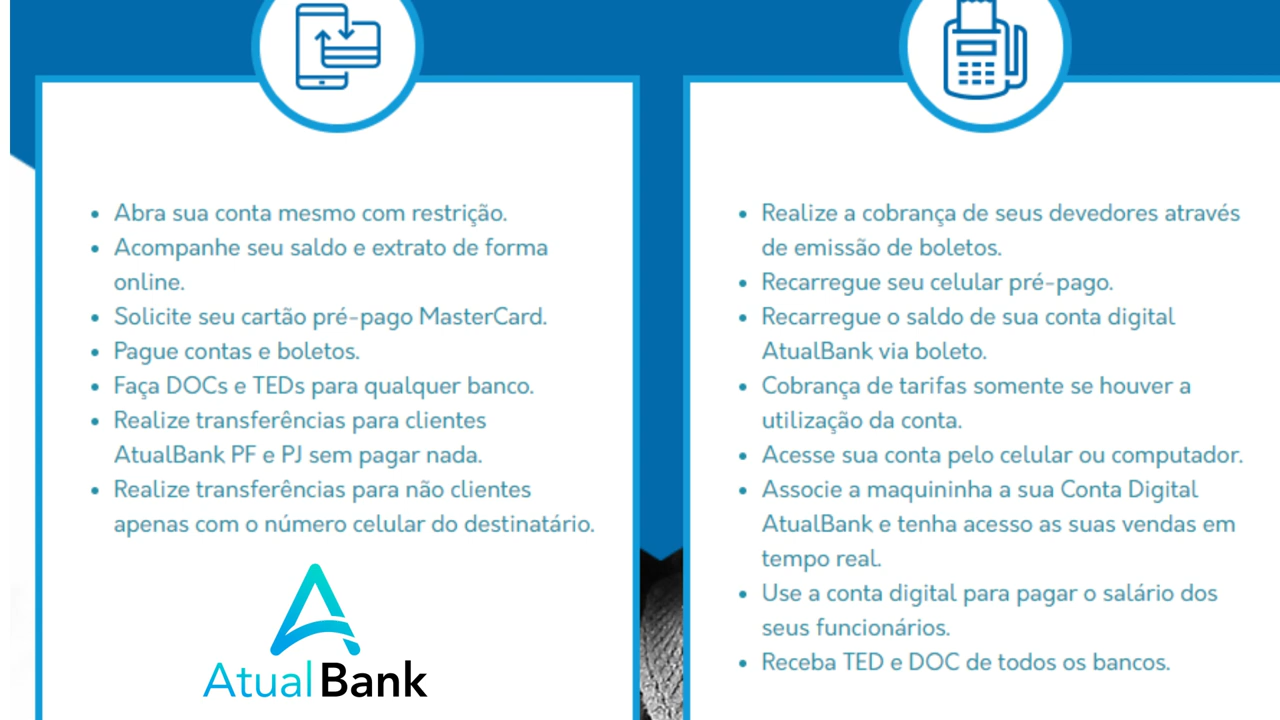 Abra sua conta mesmo com restrição.
Acompanhe seu saldo e extrato de forma
online.
Solicite seu cartão pré-pago MasterCard.
Pague contas e boletos.
Faça DOCs e TEDs para qualquer banco.
Realize transferências para clientes
AtualBank PF e PJ sem pagar nada.
Realize transferências para não clientes
apenas com o número celular do destinatário.
AtualBank
Realize a cobrança de seus devedores através
de emissão de boletos.
Recarregue seu celular pré-pago.
Recarregue o saldo de sua conta digital
AtualBank via boleto.
Cobrança de tarifas somente se houver a
utilização da conta.
Acesse sua conta pelo celular ou computador.
Associe a maquininha a sua Conta Digital
AtualBank e tenha acesso as suas vendas em
tempo real.
Use a conta digital para pagar o salário dos
seus funcionários.
Receba TED e DOC de todos os bancos.